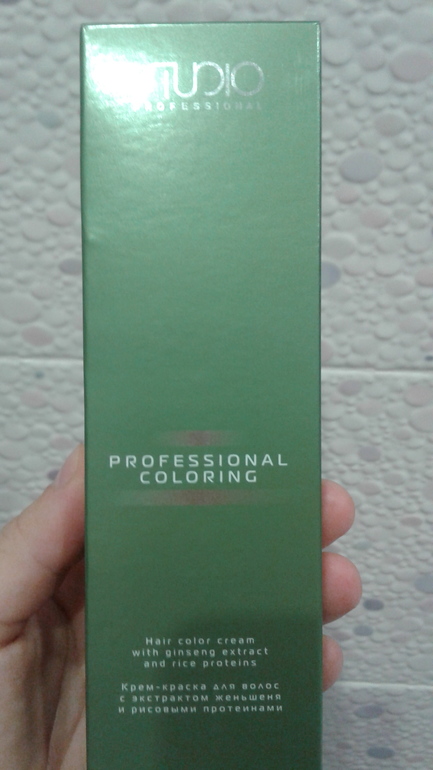 STUDIO
PROFESSIONAL
PROFESSIONAL
COLORING
Hair color cream
with ginseng extract
and rice proteins
Крем-краска для волос
с экстрактом женьшеня
и рисовыми протеинами